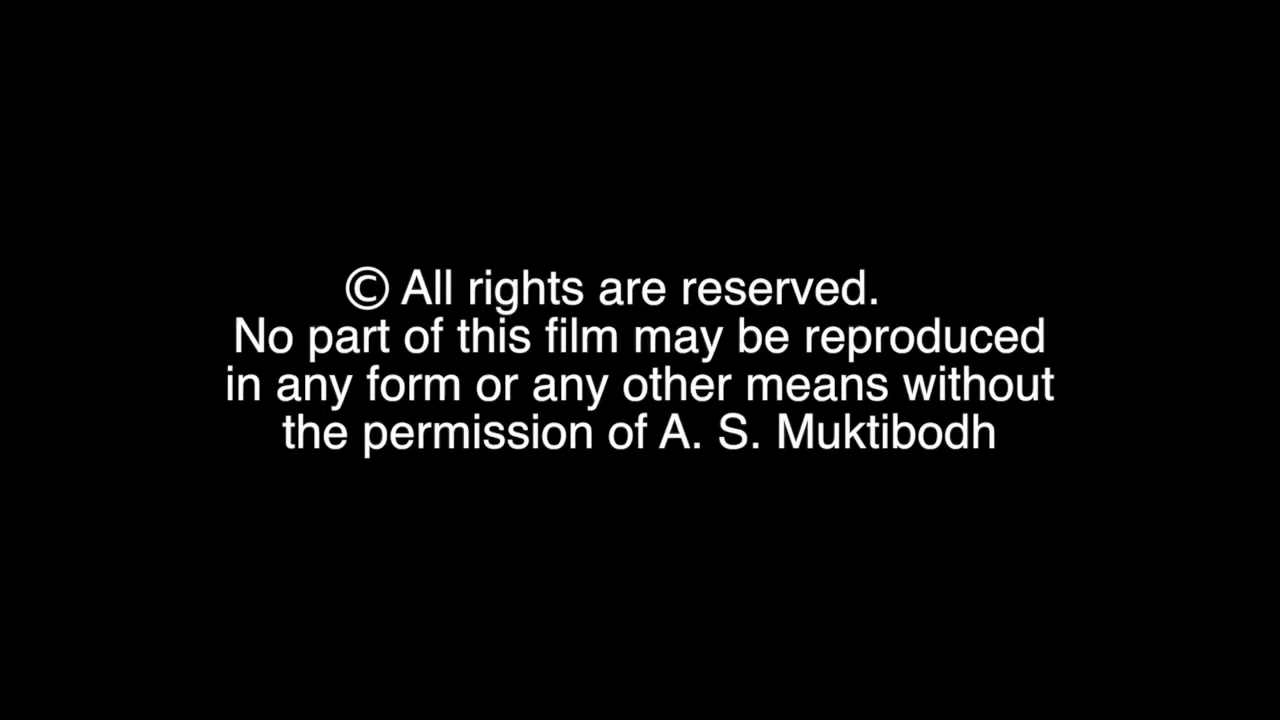 © All rights are reserved.
No part of this film may be reproduced
in any form or any other means without
the permission of A. S. Muktibodh